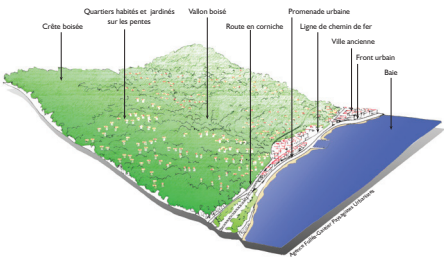 Quartiers habités et jardinés
sur les pentes
Promenade urbaine
Crête boisée
Vallon boisé
Route en corniche
Ligne de chemin de fer
Ville ancienne
Front urbain
Baie
Agence Folléa-Gautier Paysagistes Urbanistes